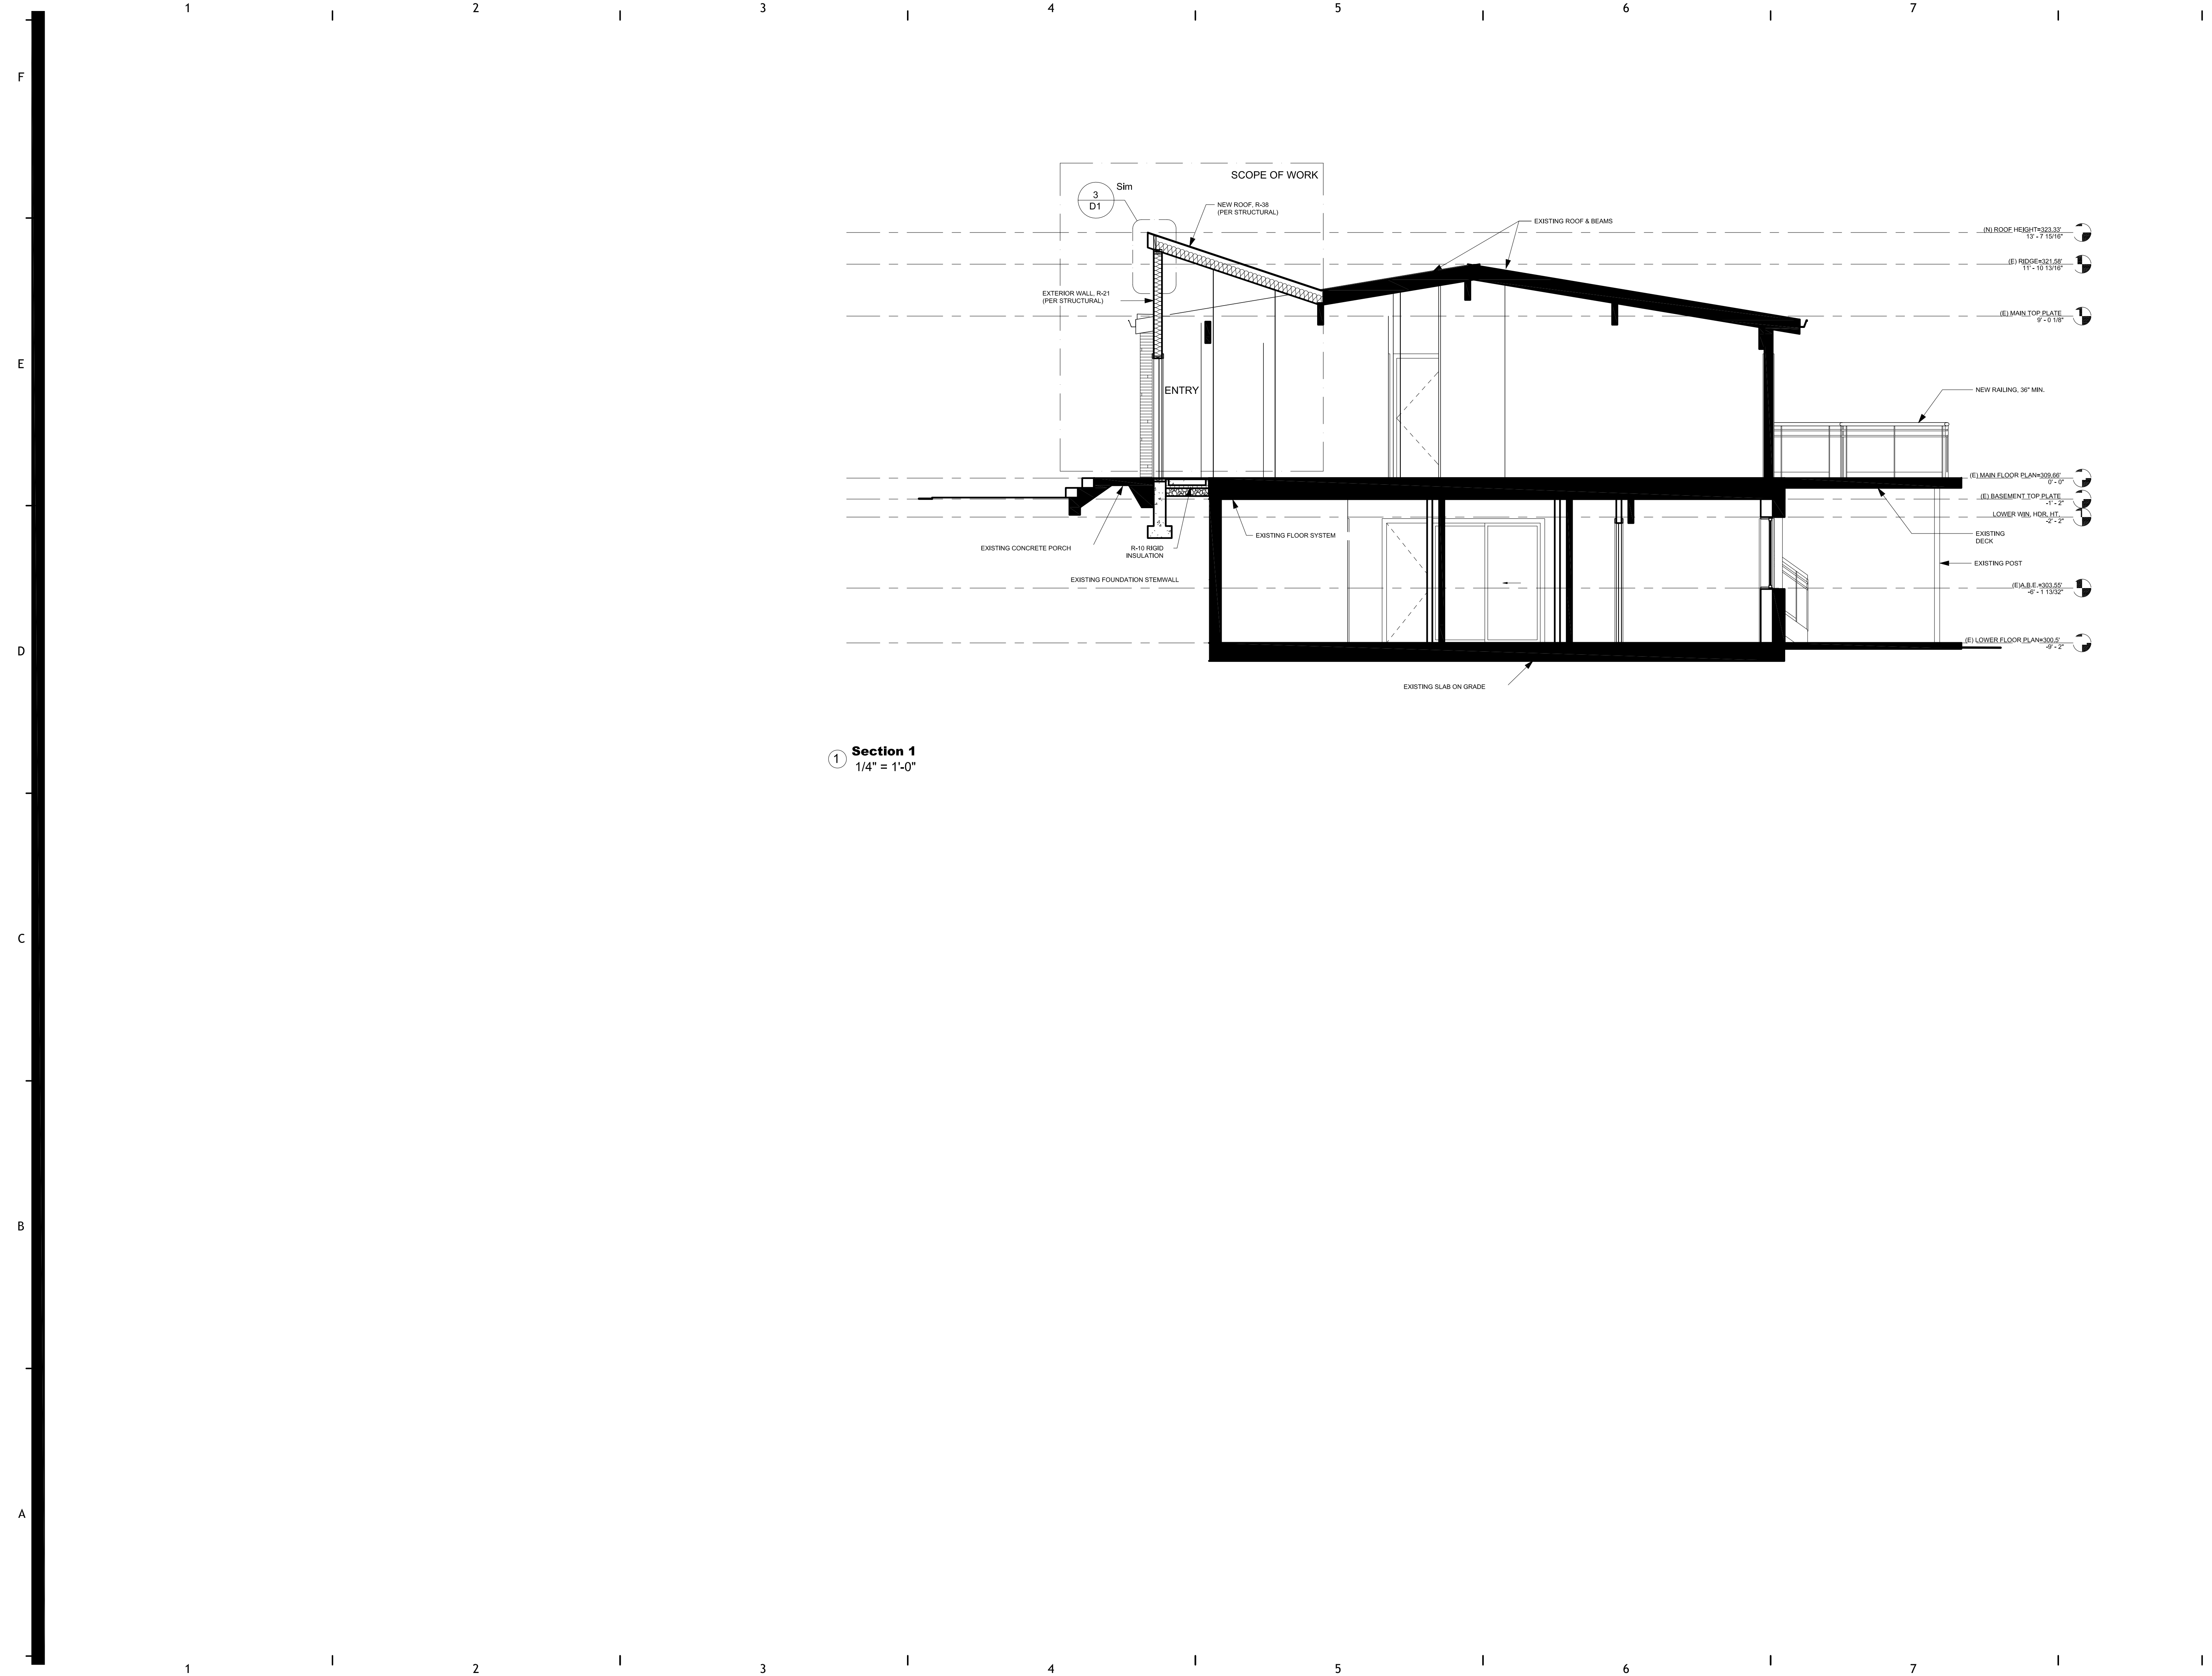 1 2 3 4 5 6 7
F
SCOPE OF WORK
Sim
3
D1
NEW ROOF, R-38
(PER STRUCTURAL)
EXISTING ROOF & BEAMS
(N) ROOF HEIGHT=323.33'
13' - 7 15/16"
(E) RIDGE=321.58'
11' - 10 13/16"
EXTERIOR WALL, R-21
(PER STRUCTURAL)
(E) MAIN TOP PLATE
9' - 0 1/8"
E
ENTRY
NEW RAILING, 36" MIN.
(E) MAIN FLOOR PLAN=309.66'
0' - 0"
(E) BASEMENT TOP PLATE
-1' - 2"
LOWER WIN. HDR. HT.
-2' - 2"
EXISTING CONCRETE PORCH
R-10 RIGID
INSULATION
EXISTING FLOOR SYSTEM
EXISTING
DECK
EXISTING POST
EXISTING FOUNDATION STEMWALL
(E)A.B.E.=303.55'
-6' - 1 13/32"
(E) LOWER FLOOR PLAN=300.5'
-9' - 2"
D
EXISTING SLAB ON GRADE
1
Section 1
1/4" = 1'-0"
C
B
A
1 2 3 4 5 6 7